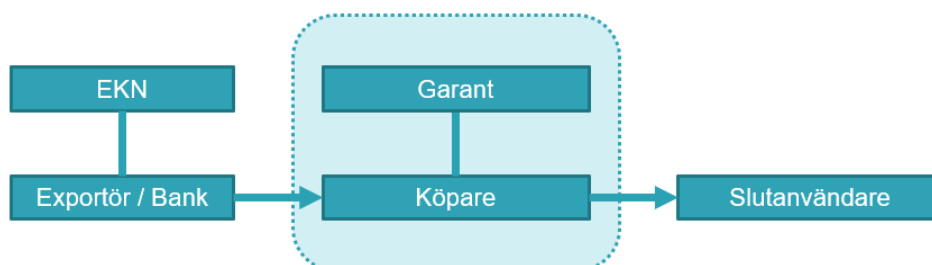 EKN
Garant
Exportör / Bank
Köpare
Slutanvändare